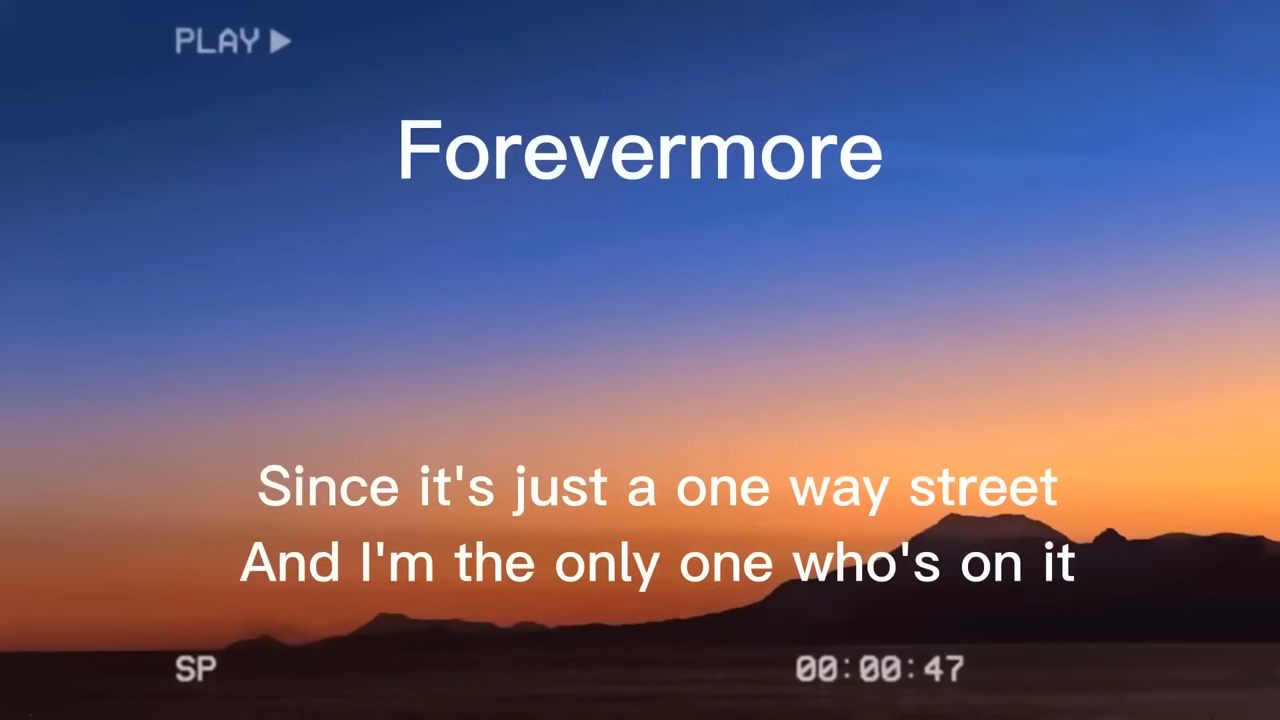 PLAY ▶
Forevermore
Since it's just a one way street
And I'm the only one who's on it
SP
00:00:47